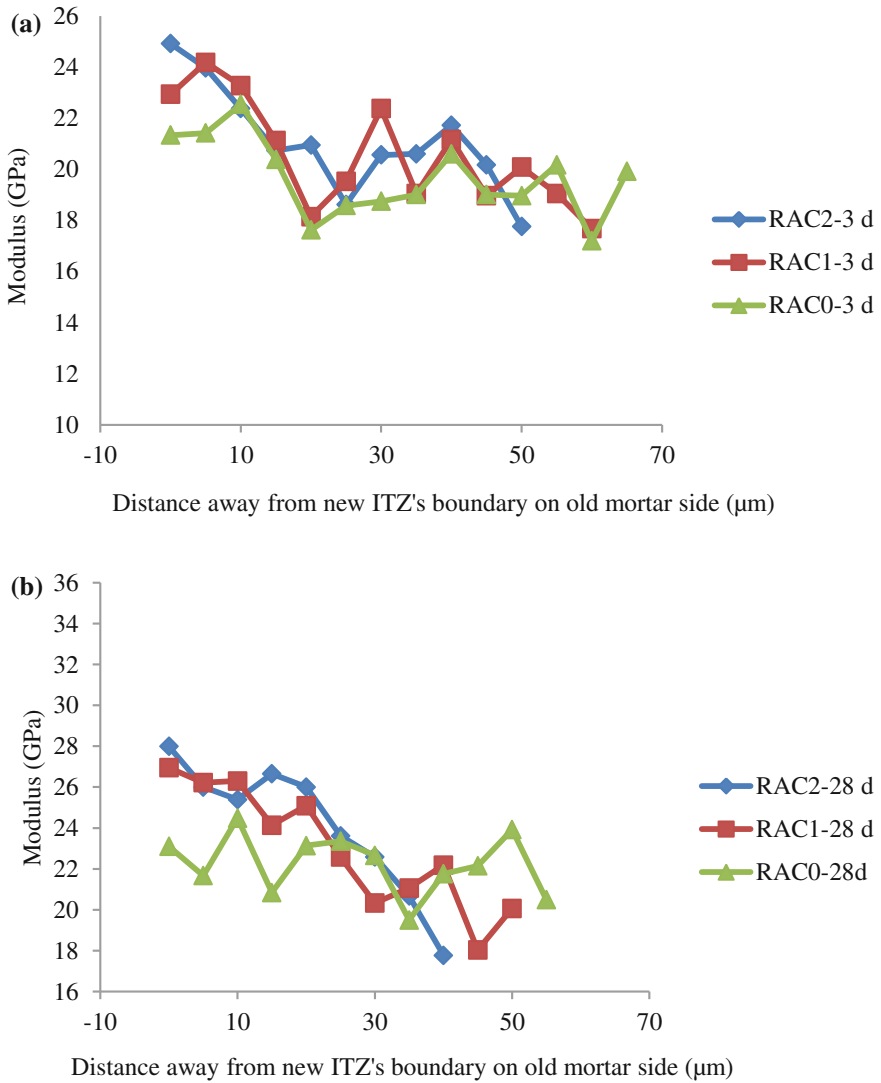 (a)
26
24
22
20
18
16
14
12
10
Modulus (GPa)
-10 10 30 50 70
Distance away from new ITZ's boundary on old mortar side (μm)
RAC2-3 d
RAC1-3 d
RAC0-3 d
(b)
36
34
32
30
28
26
24
22
20
18
16
Modulus (GPa)
-10 10 30 50 70
Distance away from new ITZ's boundary on old mortar side (μm)
RAC2-28 d
RAC1-28 d
RAC0-28d